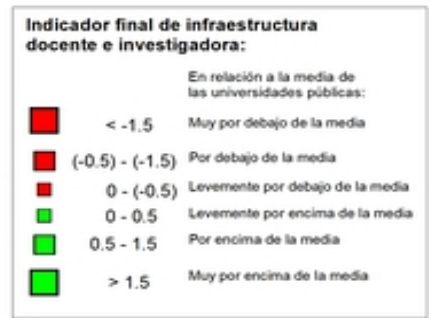 Indicador final de infraestructura
docente e investigadora:
En relación a la media de
las universidades públicas:
< -1.5 Muy por debajo de la media
(-0.5) - (-1.5) Por debajo de la media
0 - (-0.5) Levemente por debajo de la media
0 - 0.5 Levemente por encima de la media
0.5 - 1.5 Por encima de la media
> 1.5 Muy por encima de la media